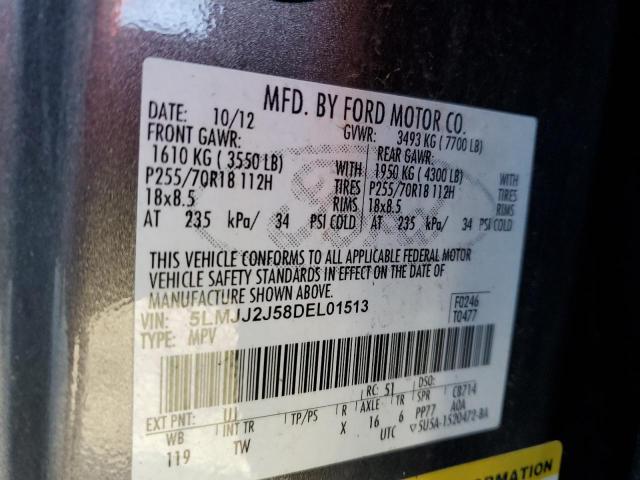 MFD. BY FORD MOTOR CO.
DATE: 10/12 GVWR: 3493 KG (7700 LB)
FRONT GAWR: REAR GAWR:
1610 KG (3550 LB) WITH 1950 KG (4300 LB) WITH
P255/70R18 112H TIRES P255/70R18 112H TIRES
18x8.5 RIMS 18x8.5 RIMS
AT 235 kPa/ 34 PSI COLD AT 235 kPa/ 34 PSI COLD
THIS VEHICLE CONFORMS TO ALL APPLICABLE FEDERAL MOTOR
VEHICLE SAFETY STANDARDS IN EFFECT ON THE DATE OF
MANUFACTURE SHOWN ABOVE.
VIN: 5LMJJ2J58DEL01513 F0246
TYPE: MPV T0477
RC: 51 DSO:
EXT PNT: UJ TP/PS R AXLE TR SPR C8714
WB INT TR X 16 6 PP77 AOA
119 TW UTC 5U5A-1520472-BA
ORMATION